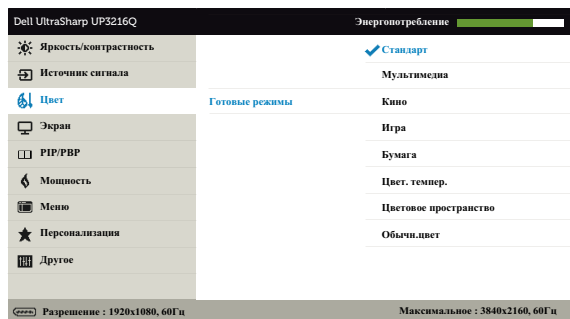 Dell UltraSharp UP3216Q Энергопотребление
Яркость/контрастность Стандарт
Источник сигнала Мультимедиа
Цвет Готовые режимы Кино
Экран Игра
PIP/PBP Бумага
Мощность Цвет. темпер.
Меню Цветовое пространство
Персонализация Обычн.цвет
Другое
Разрешение : 1920x1080, 60Гц Максимальное : 3840x2160, 60Гц